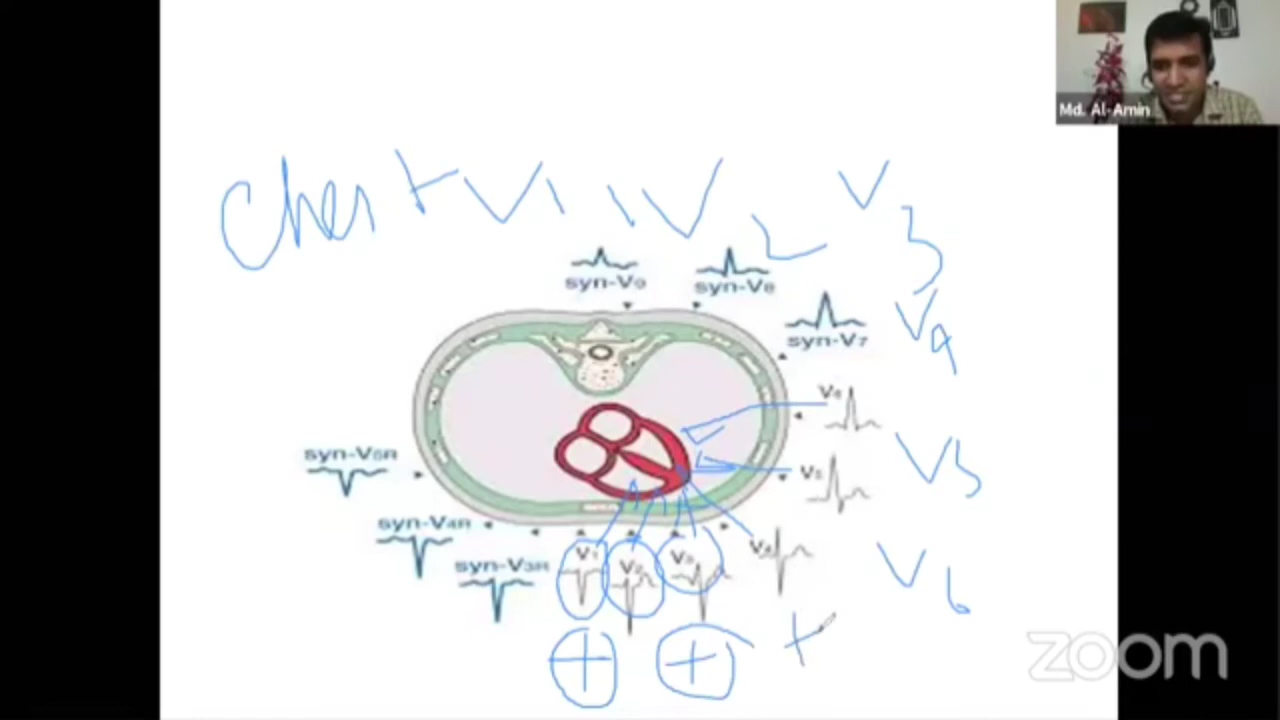 Md. Al-Amin
Chest V1, V2 V3
syn-V9 syn-V8
V4
syn-V7
V6
syn-V5R V5 V5
syn-V4R
syn-V3R V1 V2 V3 V4
V6
+ + +
zoom